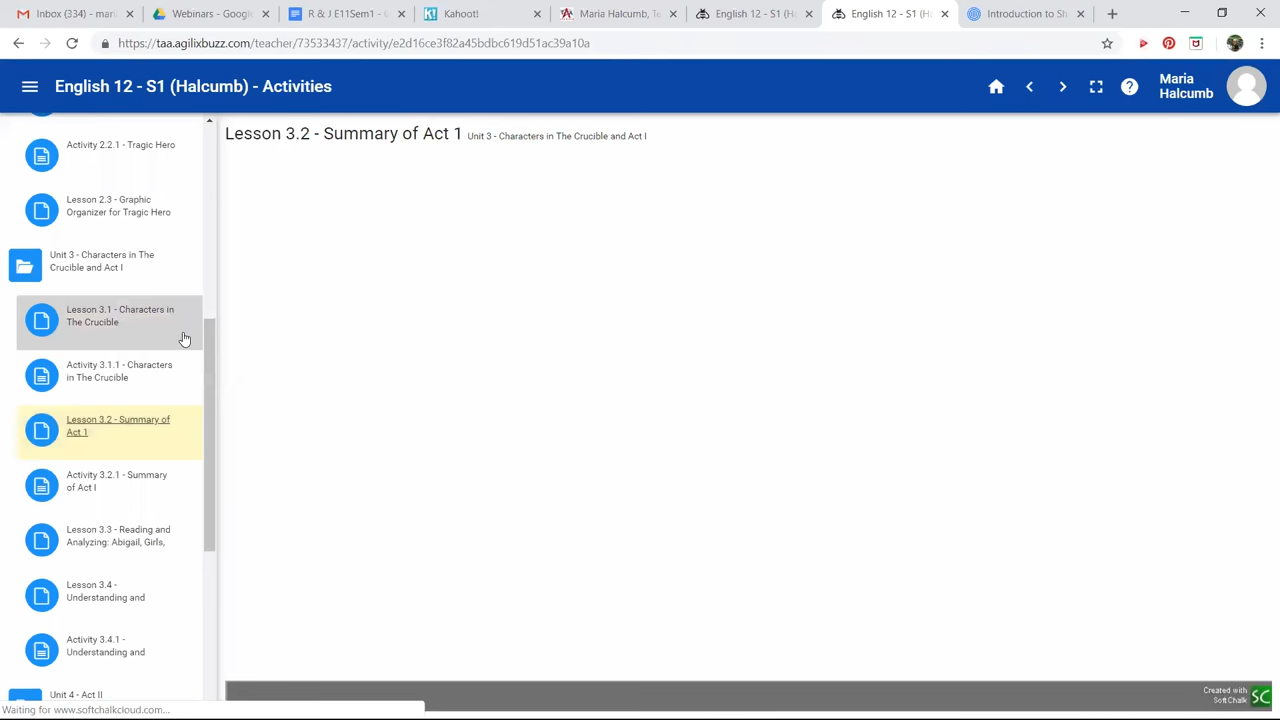 Inbox (334) - mari
Webinars - Google
R & J E11Sem1 - G
Kahoot!
Maria Halcumb, Te
English 12 - S1 (H
English 12 - S1 (H
Introduction to Sh
https://taa.agilixbuzz.com/teacher/73533437/activity/e2d16ce3f82a45bdbc619d51ac39a10a
English 12 - S1 (Halcumb) - Activities
Maria
Halcumb
Lesson 3.2 - Summary of Act 1 Unit 3 - Characters in The Crucible and Act I
Activity 2.2.1 - Tragic Hero
Lesson 2.3 - Graphic
Organizer for Tragic Hero
Unit 3 - Characters in The
Crucible and Act I
Lesson 3.1 - Characters in
The Crucible
Activity 3.1.1 - Characters
in The Crucible
Lesson 3.2 - Summary of
Act 1
Activity 3.2.1 - Summary
of Act I
Lesson 3.3 - Reading and
Analyzing: Abigail, Girls,
Lesson 3.4 -
Understanding and
Activity 3.4.1 -
Understanding and
Unit 4 - Act II
Created with
SoftChalk
SC
Waiting for www.softchalkcloud.com...